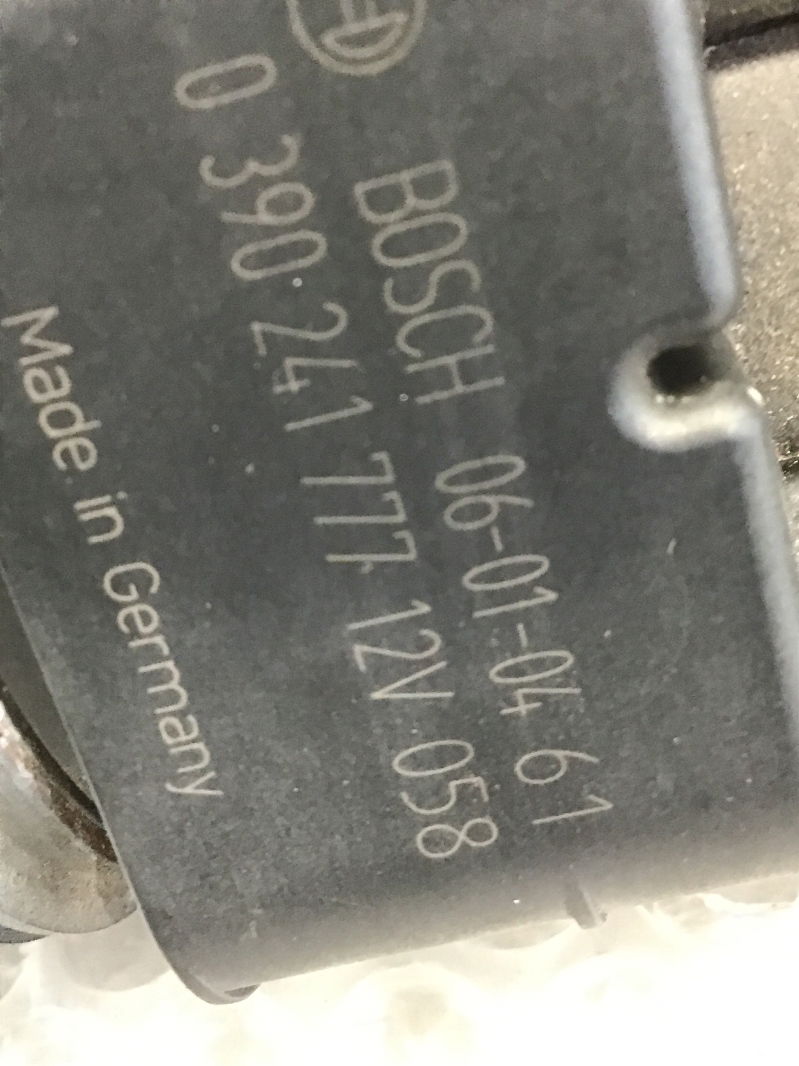 BOSCH 06-01-04 61
0 390 241 777 12V 058
Made in Germany